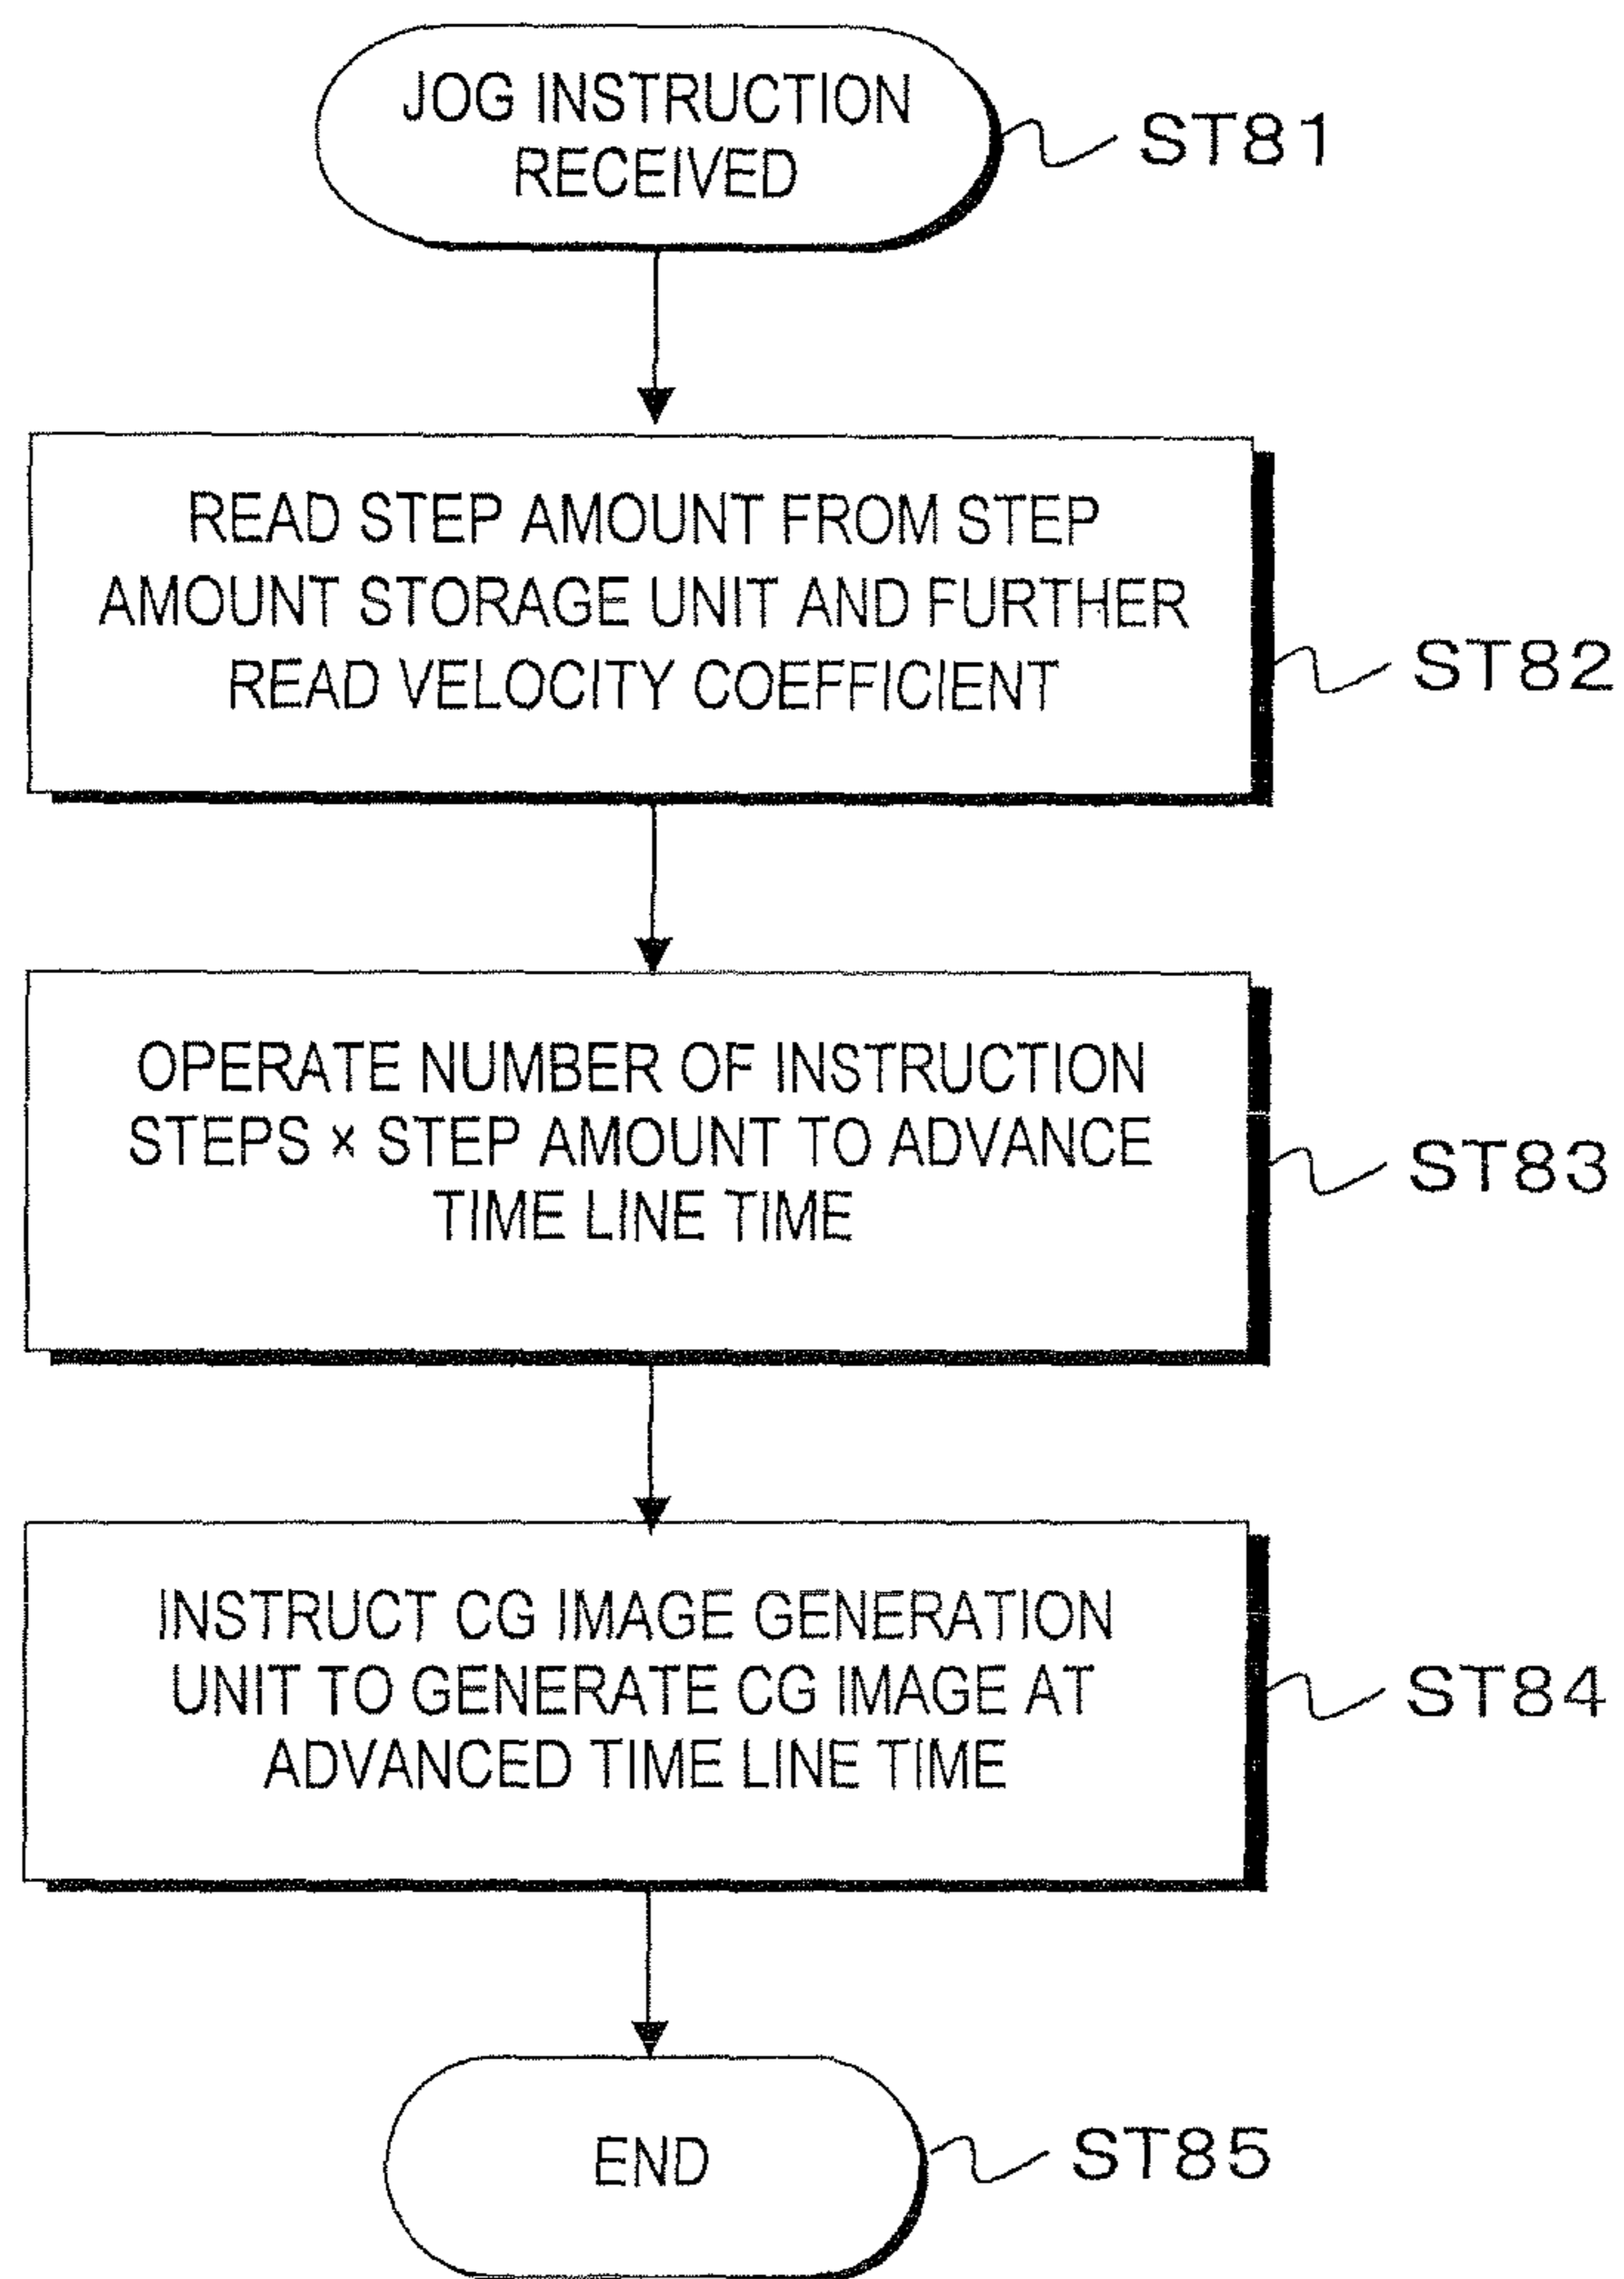 JOG INSTRUCTION
RECEIVED
ST81
READ STEP AMOUNT FROM STEP
AMOUNT STORAGE UNIT AND FURTHER
READ VELOCITY COEFFICIENT
ST82
OPERATE NUMBER OF INSTRUCTION
STEPS × STEP AMOUNT TO ADVANCE
TIME LINE TIME
ST83
INSTRUCT CG IMAGE GENERATION
UNIT TO GENERATE CG IMAGE AT
ADVANCED TIME LINE TIME
ST84
END
ST85